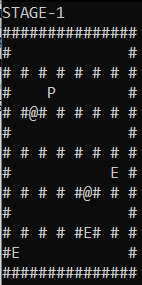 STAGE-1
###############
#             #
# # # # # # # #
#    P        #
# #@# # # # # #
#             #
# # # # # # # #
#           E #
# # # # #@# # #
#             #
# # # # #E# # #
#E            #
###############